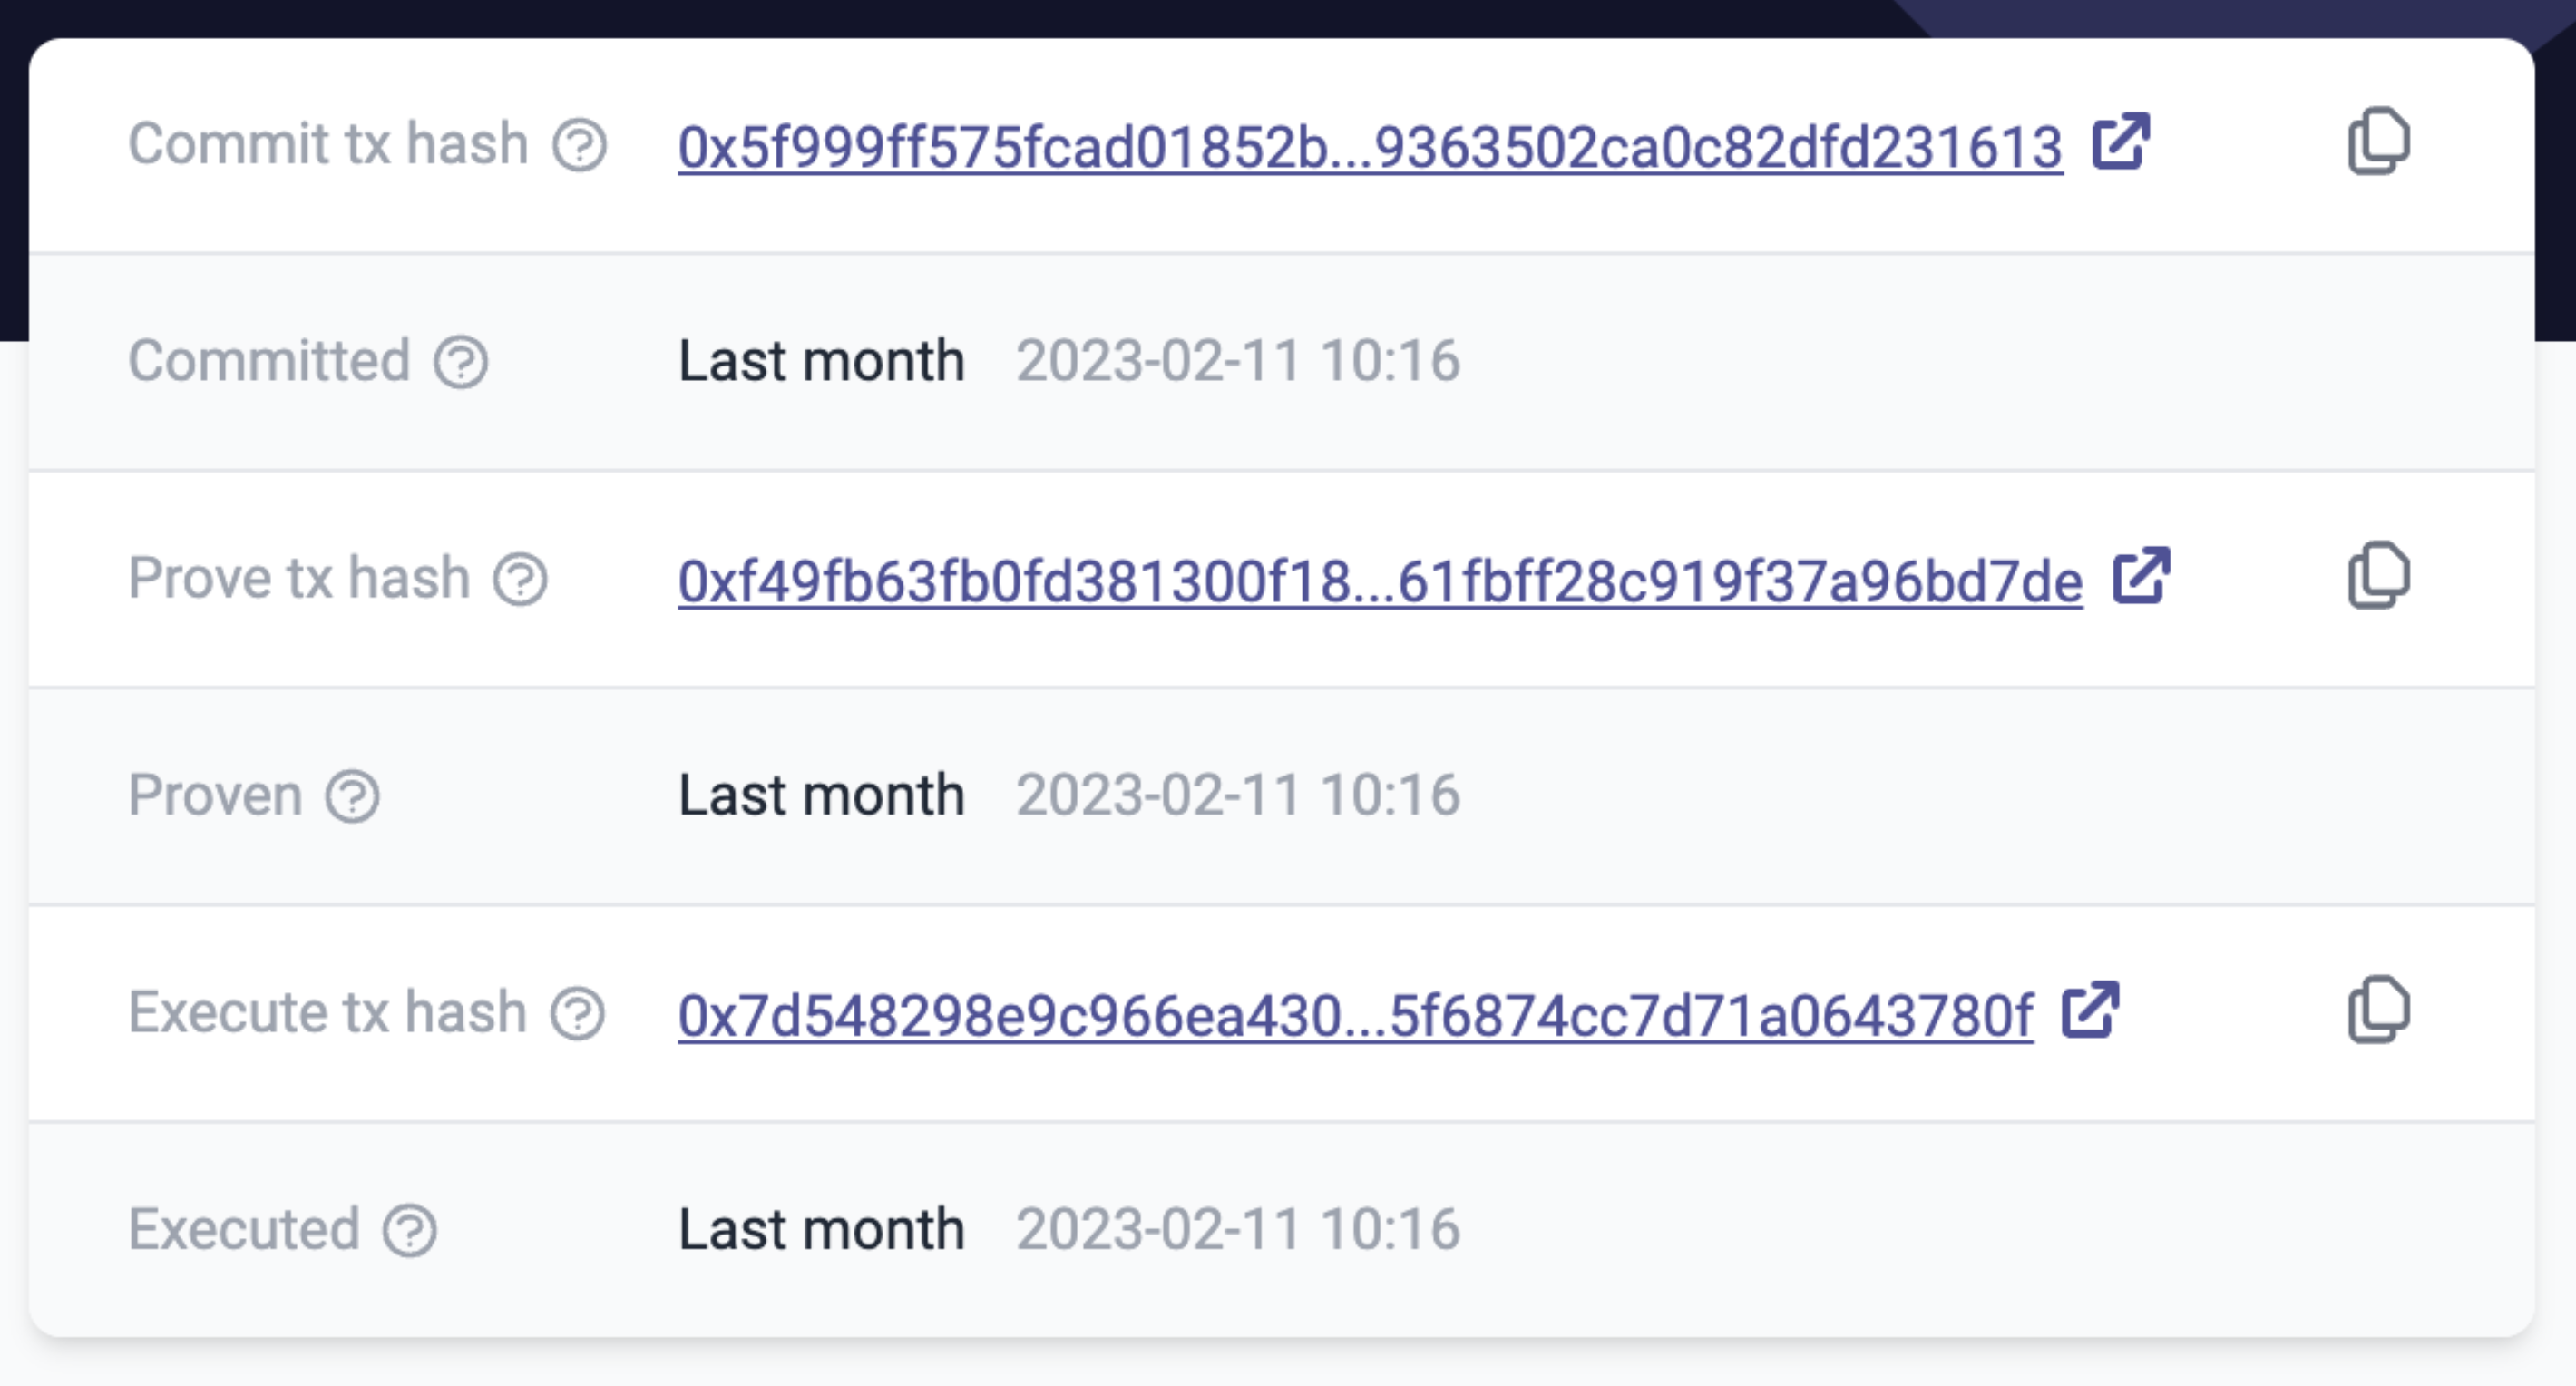 Commit tx hash 0x5f999ff575fcad01852b...9363502ca0c82dfd231613
Committed Last month 2023-02-11 10:16
Prove tx hash 0xf49fb63fb0fd381300f18...61fbff28c919f37a96bd7de
Proven Last month 2023-02-11 10:16
Execute tx hash 0x7d548298e9c966ea430...5f6874cc7d71a0643780f
Executed Last month 2023-02-11 10:16